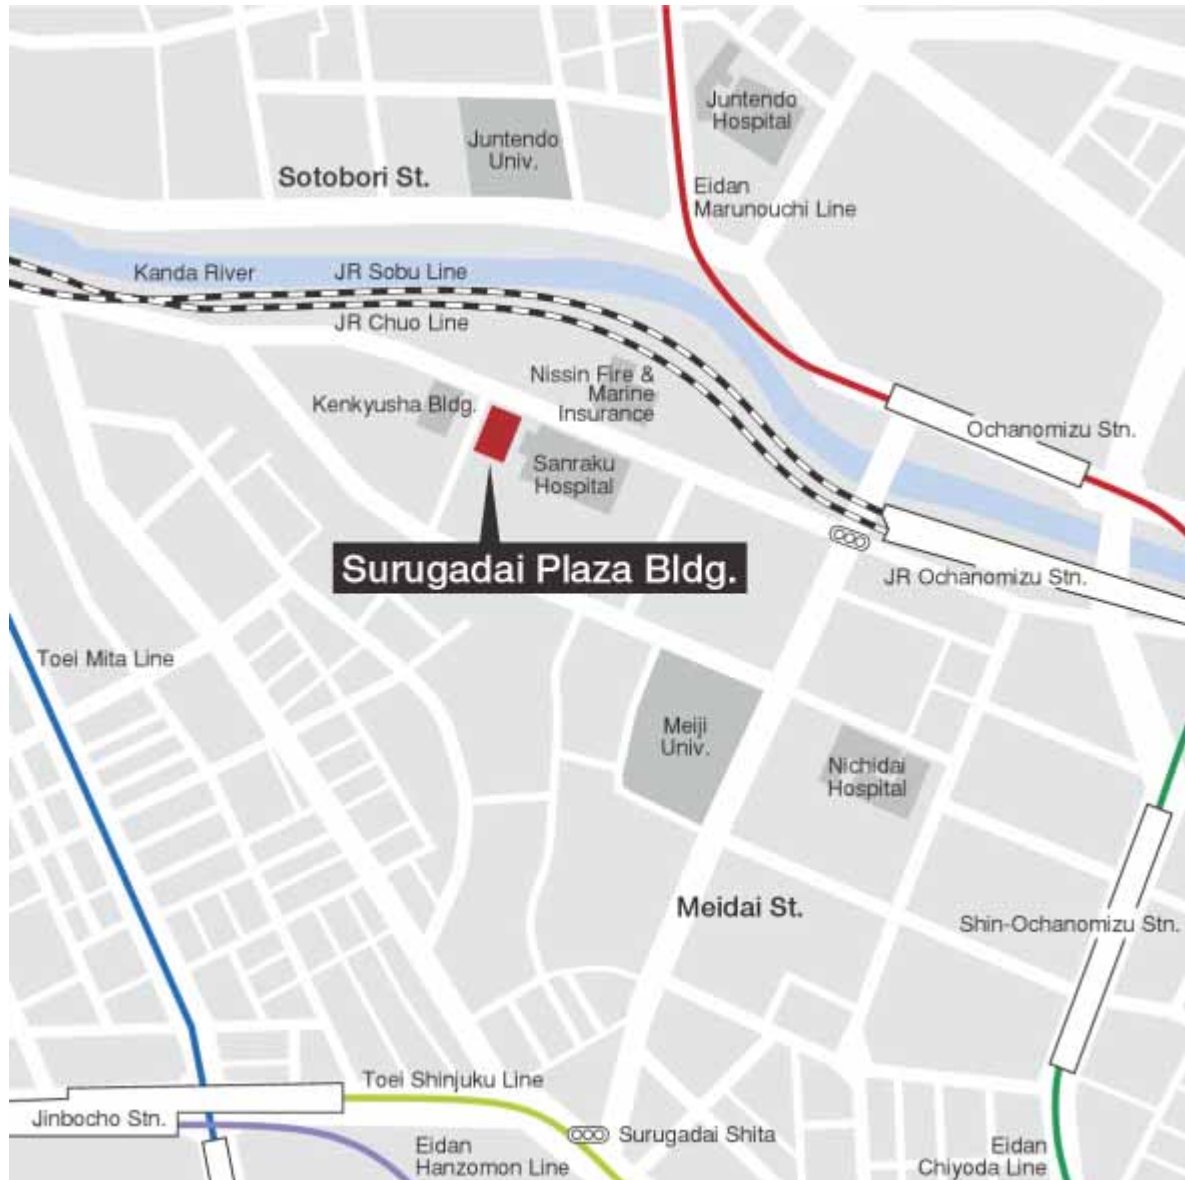 Juntendo
Hospital
Juntendo
Univ.
Sotobori St.
Eidan
Marunouchi Line
Kanda River
JR Sobu Line
JR Chuo Line
Nissin Fire &
Marine
Insurance
Kenkyusha Bldg.
Ochanomizu Stn.
Sanraku
Hospital
Surugadai Plaza Bldg.
JR Ochanomizu Stn.
Toei Mita Line
Meiji
Univ.
Nichidai
Hospital
Meidai St.
Shin-Ochanomizu Stn.
Toei Shinjuku Line
Jinbocho Stn.
Surugadai Shita
Eidan
Hanzomon Line
Eidan
Chiyoda Line